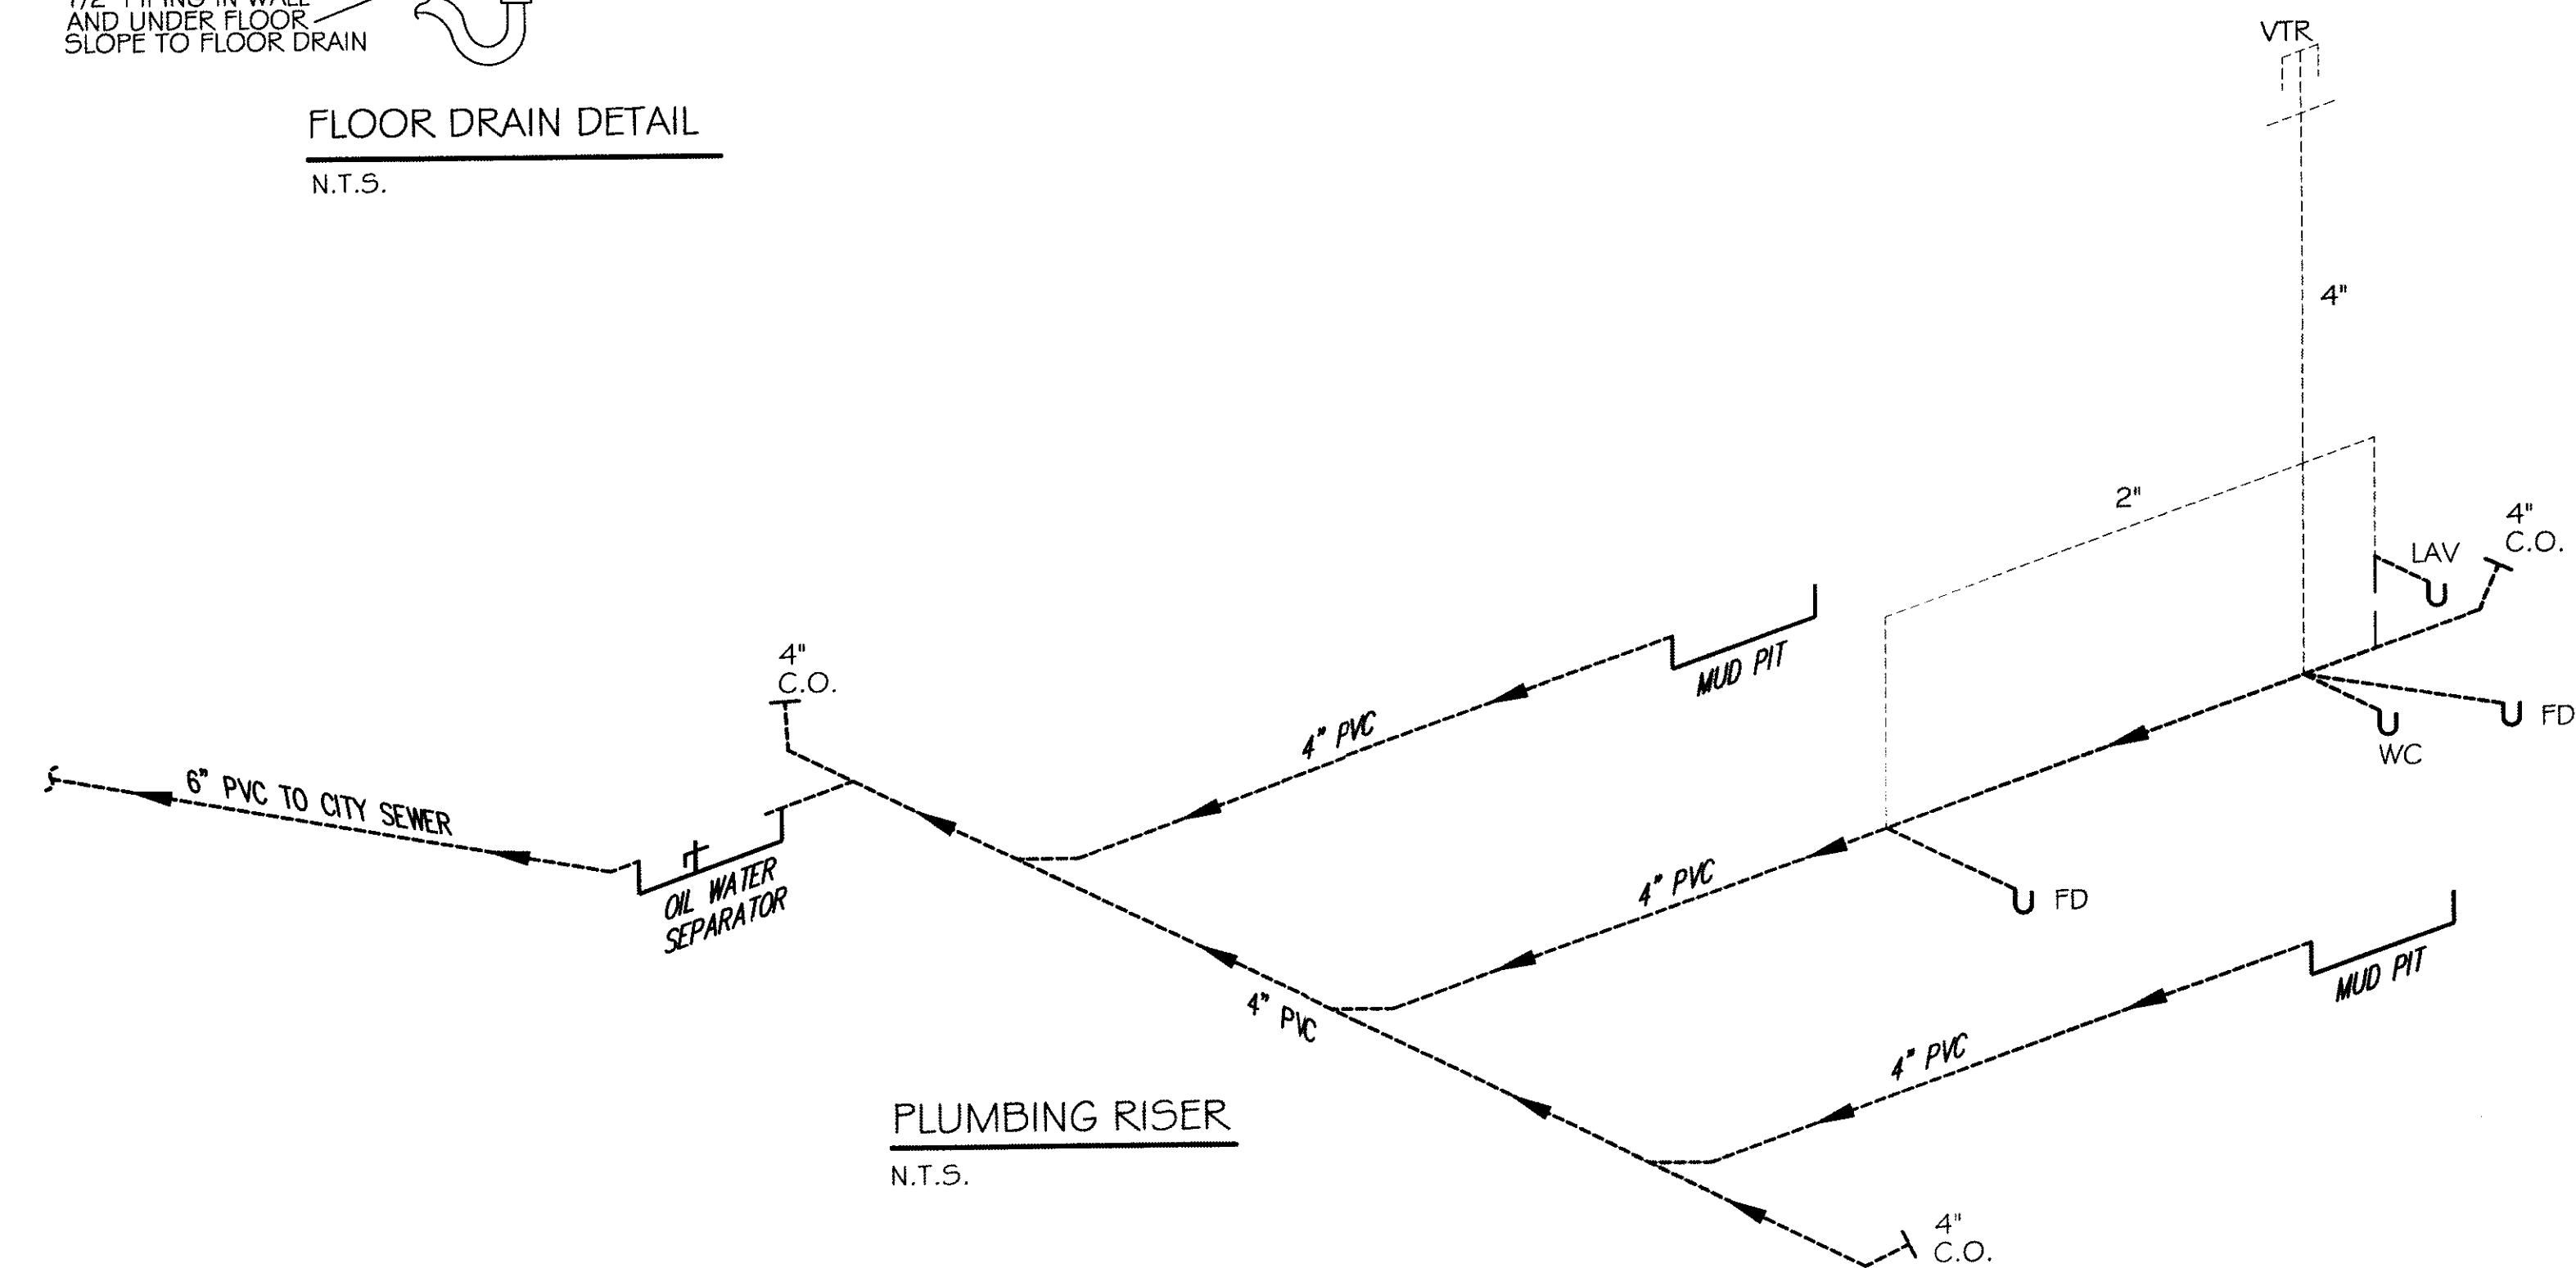 AND UNDER FLOOR
SLOPE TO FLOOR DRAIN
FLOOR DRAIN DETAIL
N.T.S.
VTR
4"
2"
4"
C.O.
LAV
FD
WC
MUD PIT
4" PVC
4"
C.O.
6" PVC TO CITY SEWER
OIL WATER
SEPARATOR
4" PVC
FD
MUD PIT
4" PVC
4" PVC
PLUMBING RISER
N.T.S.
4"
C.O.